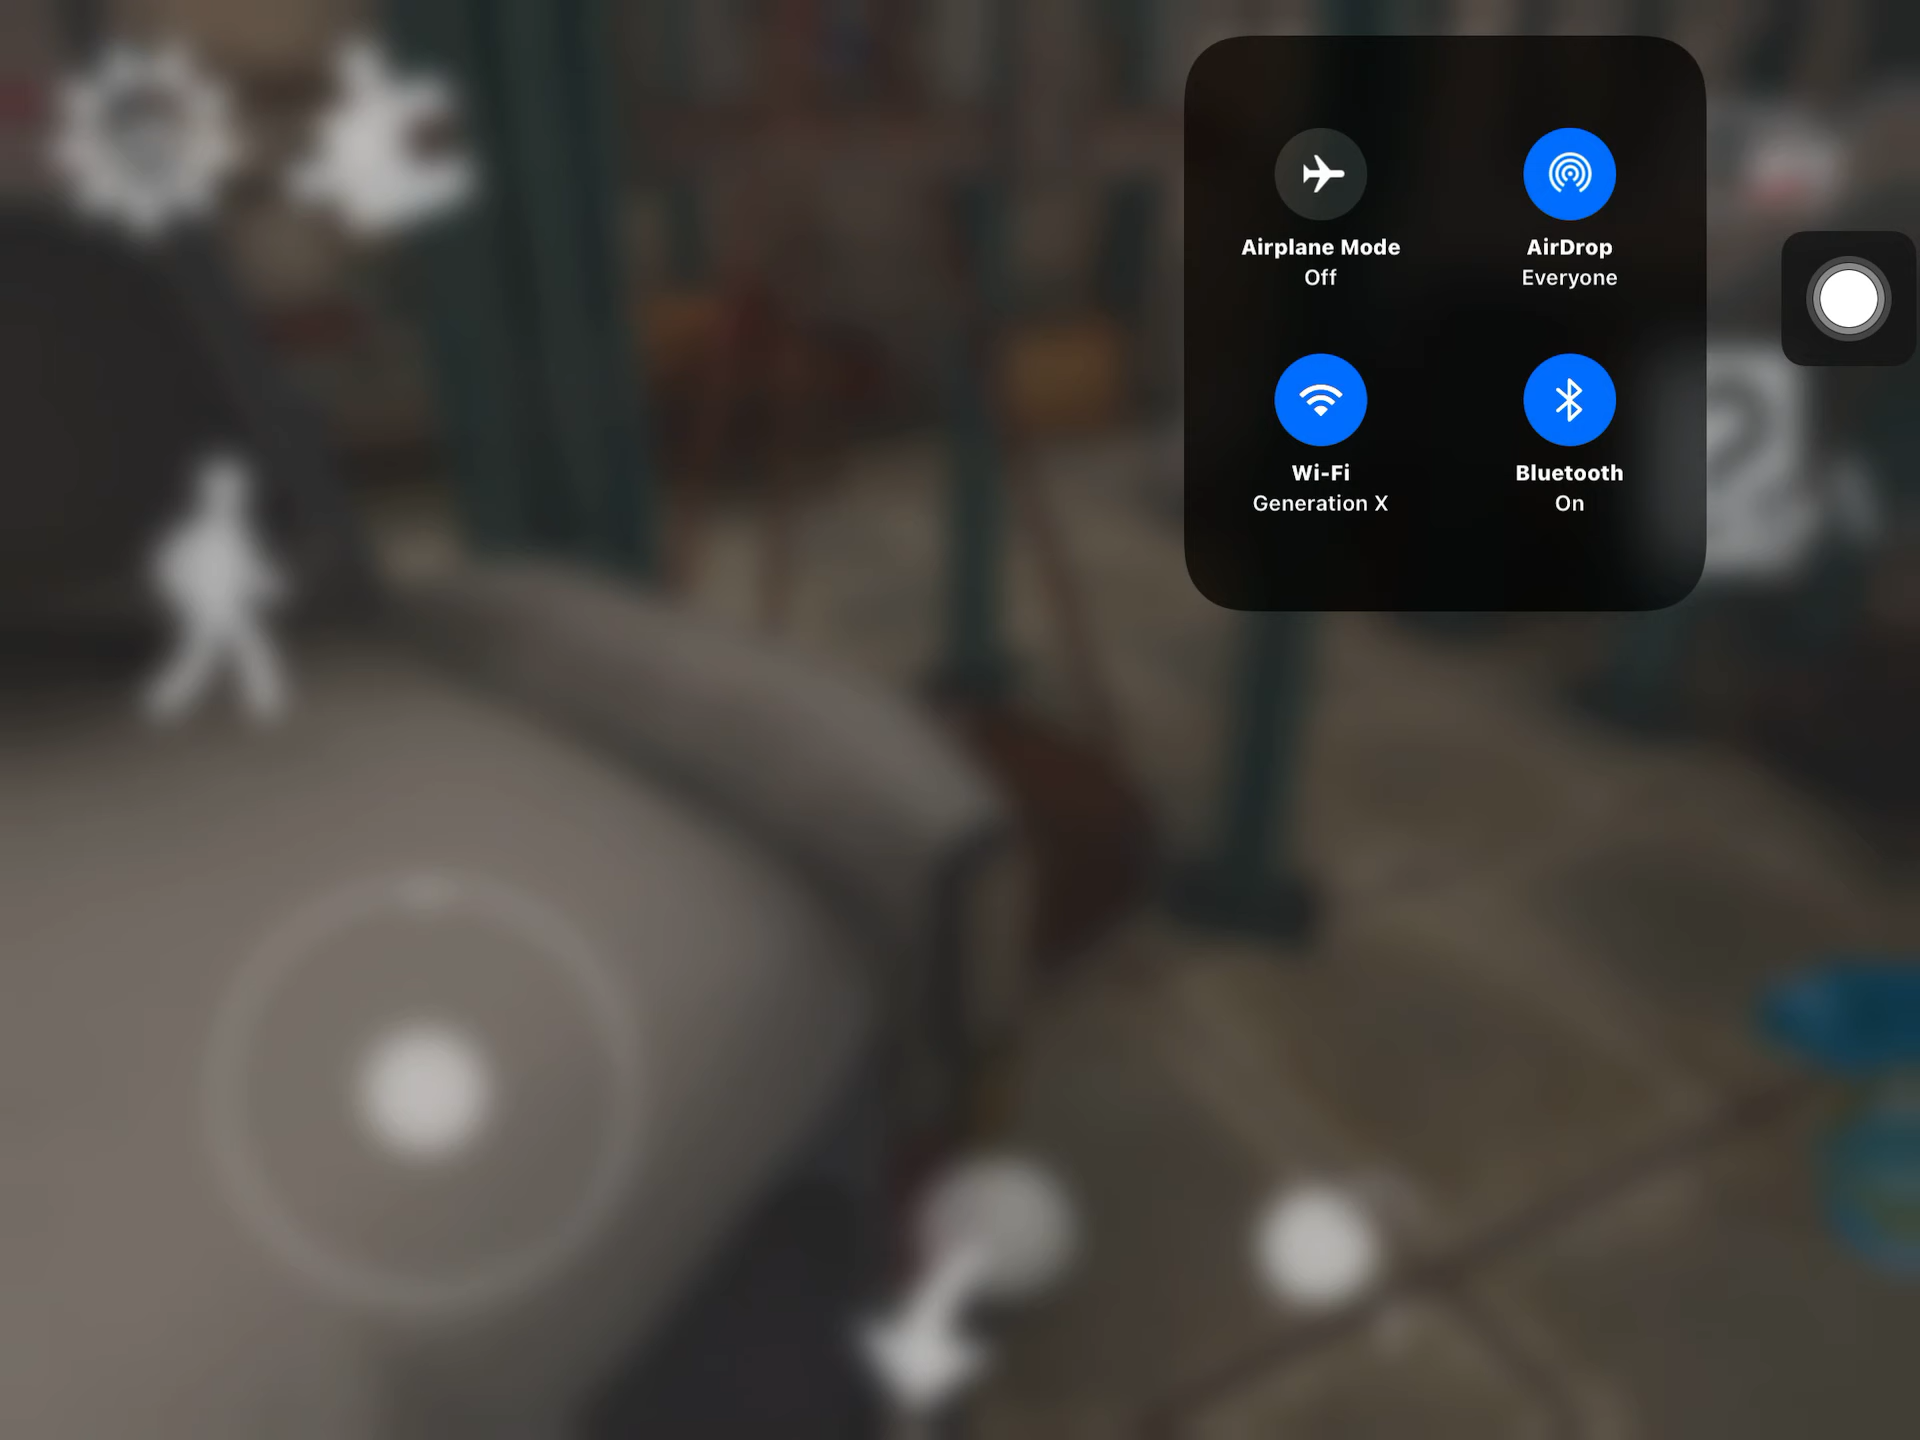 Airplane Mode
Off
AirDrop
Everyone
Wi-Fi
Generation X
Bluetooth
On